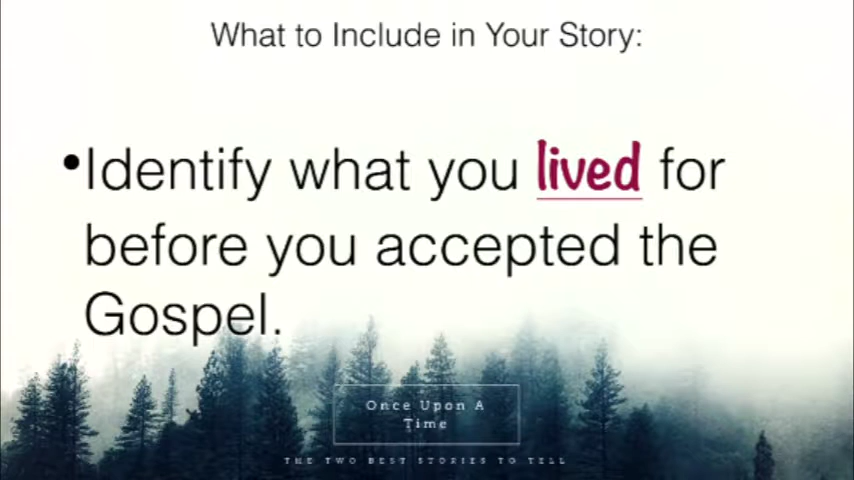 What to Include in Your Story:
•Identify what you lived for
before you accepted the
Gospel.
Once Upon A
Time
THE TWO BEST STORIES TO TELL